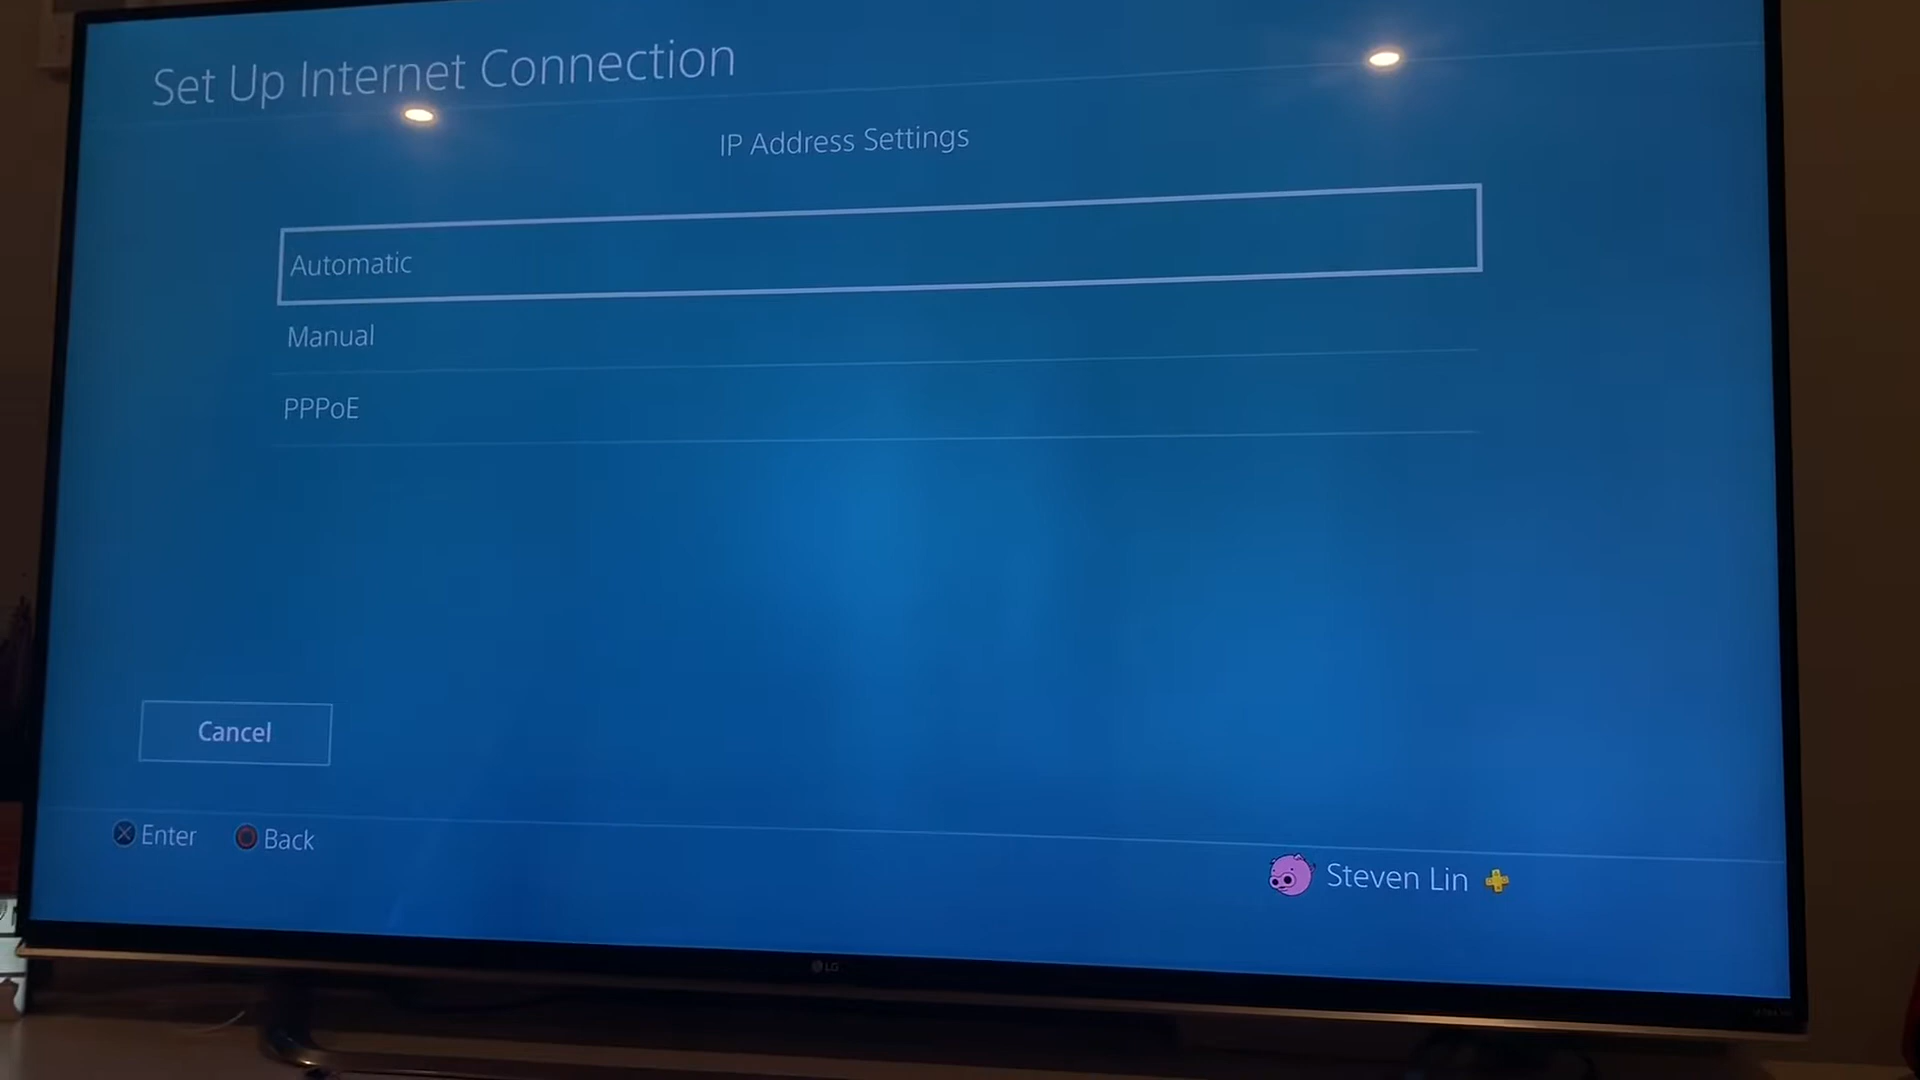 Set Up Internet Connection
IP Address Settings
Automatic
Manual
PPPoE
Cancel
Enter
Back
Steven Lin
LG